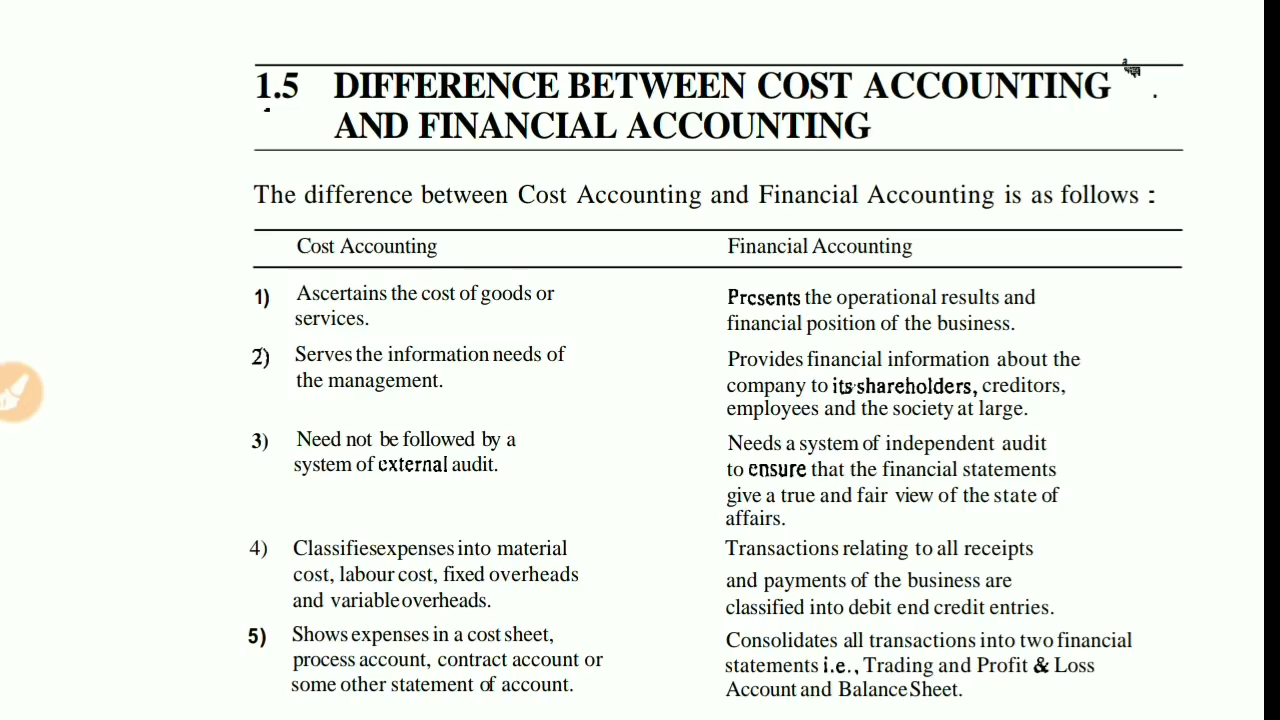 1.5 DIFFERENCE BETWEEN COST ACCOUNTING
AND FINANCIAL ACCOUNTING
The difference between Cost Accounting and Financial Accounting is as follows :
Cost Accounting Financial Accounting
1) Ascertains the cost of goods or
services.
Presents the operational results and
financial position of the business.
2) Serves the information needs of
the management.
Provides financial information about the
company to its shareholders, creditors,
employees and the society at large.
3) Need not be followed by a
system of external audit.
Needs a system of independent audit
to ensure that the financial statements
give a true and fair view of the state of
affairs.
4) Classifies expenses into material
cost, labour cost, fixed overheads
and variable overheads.
Transactions relating to all receipts
and payments of the business are
classified into debit end credit entries.
5) Shows expenses in a cost sheet,
process account, contract account or
some other statement of account.
Consolidates all transactions into two financial
statements i.e., Trading and Profit & Loss
Account and Balance Sheet.